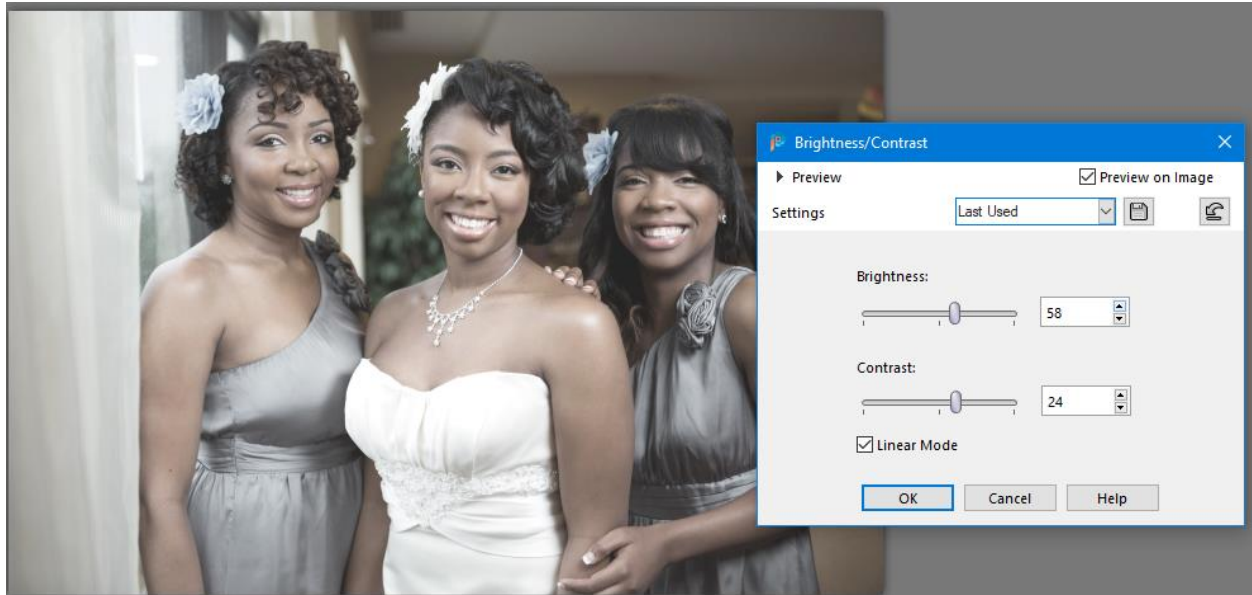 Brightness/Contrast
Preview
Preview on Image
Settings
Last Used
Brightness:
58
Contrast:
24
Linear Mode
OK
Cancel
Help